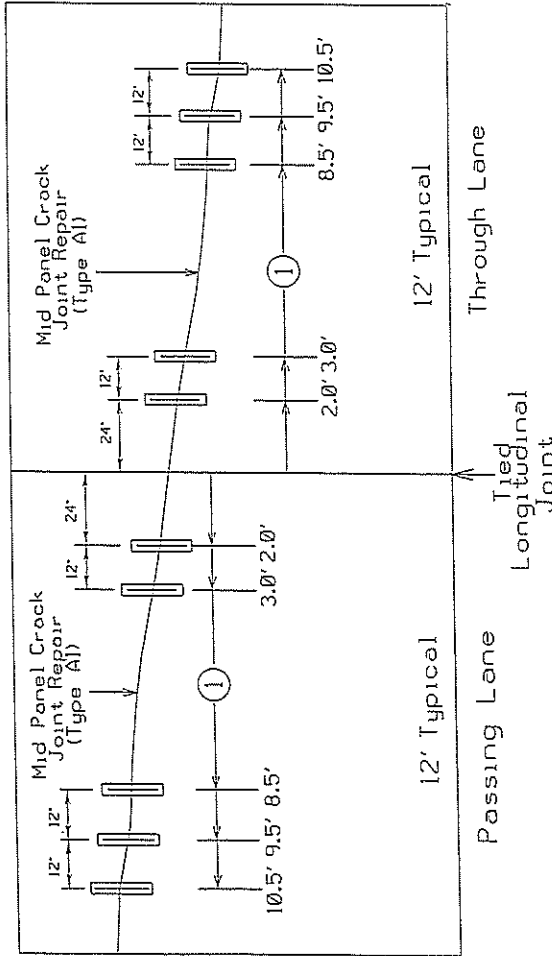 Mid Panel Crack
Joint Repair
(Type A1)
12"
12"
12"
24"
10.5' 9.5' 8.5'
1
3.0' 2.0'
12' Typical
Passing Lane
Mid Panel Crack
Joint Repair
(Type A1)
24"
12'
12'
12'
2.0' 3.0'
1
8.5' 9.5' 10.5'
12' Typical
Through Lane
Tied
Longitudinal
Joint